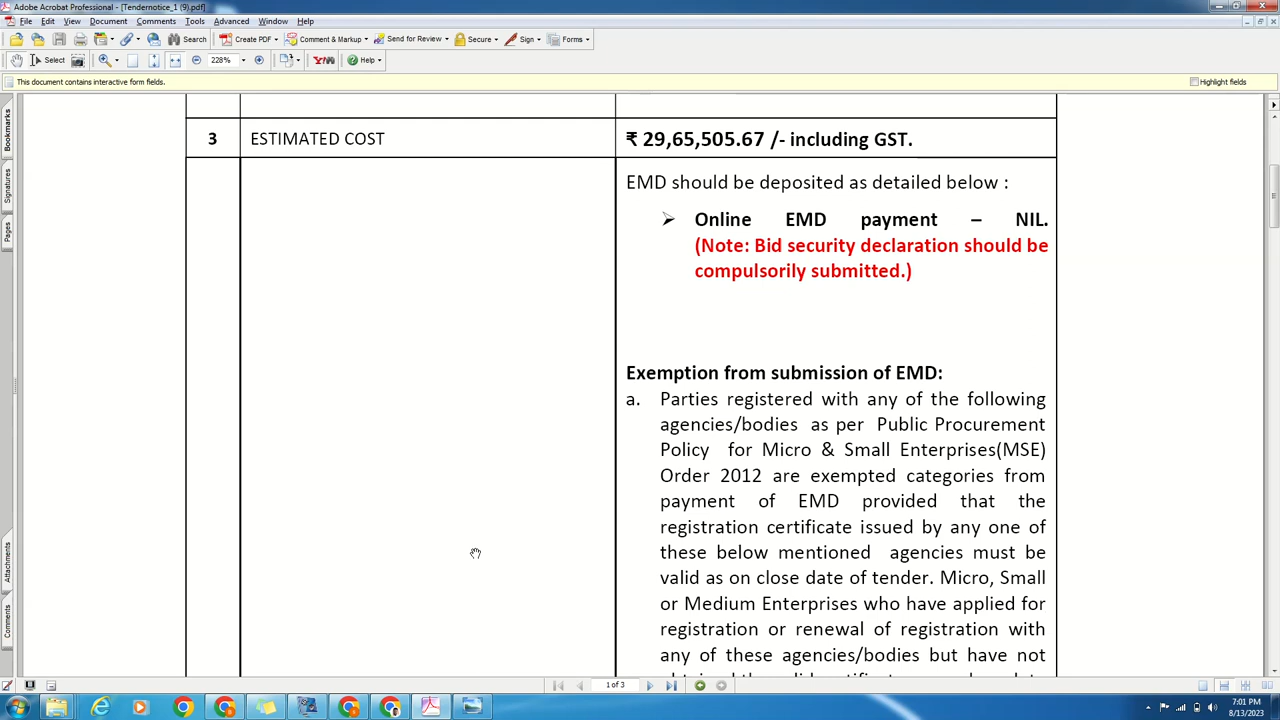 Adobe Acrobat Professional - [Tendernotice_1 (9).pdf]
File Edit View Document Comments Tools Advanced Window Help
Search Create PDF Comment & Markup Send for Review Secure Sign Forms
Select 228% Y! Help
This document contains interactive form fields. Highlight fields
Bookmarks
Signatures
Pages
Attachments
Comments
3 ESTIMATED COST ₹ 29,65,505.67 /- including GST.
EMD should be deposited as detailed below :
➢ Online EMD payment – NIL.
(Note: Bid security declaration should be
compulsorily submitted.)
Exemption from submission of EMD:
a. Parties registered with any of the following
agencies/bodies as per Public Procurement
Policy for Micro & Small Enterprises(MSE)
Order 2012 are exempted categories from
payment of EMD provided that the
registration certificate issued by any one of
these below mentioned agencies must be
valid as on close date of tender. Micro, Small
or Medium Enterprises who have applied for
registration or renewal of registration with
any of these agencies/bodies but have not
1 of 3
7:01 PM
8/13/2023